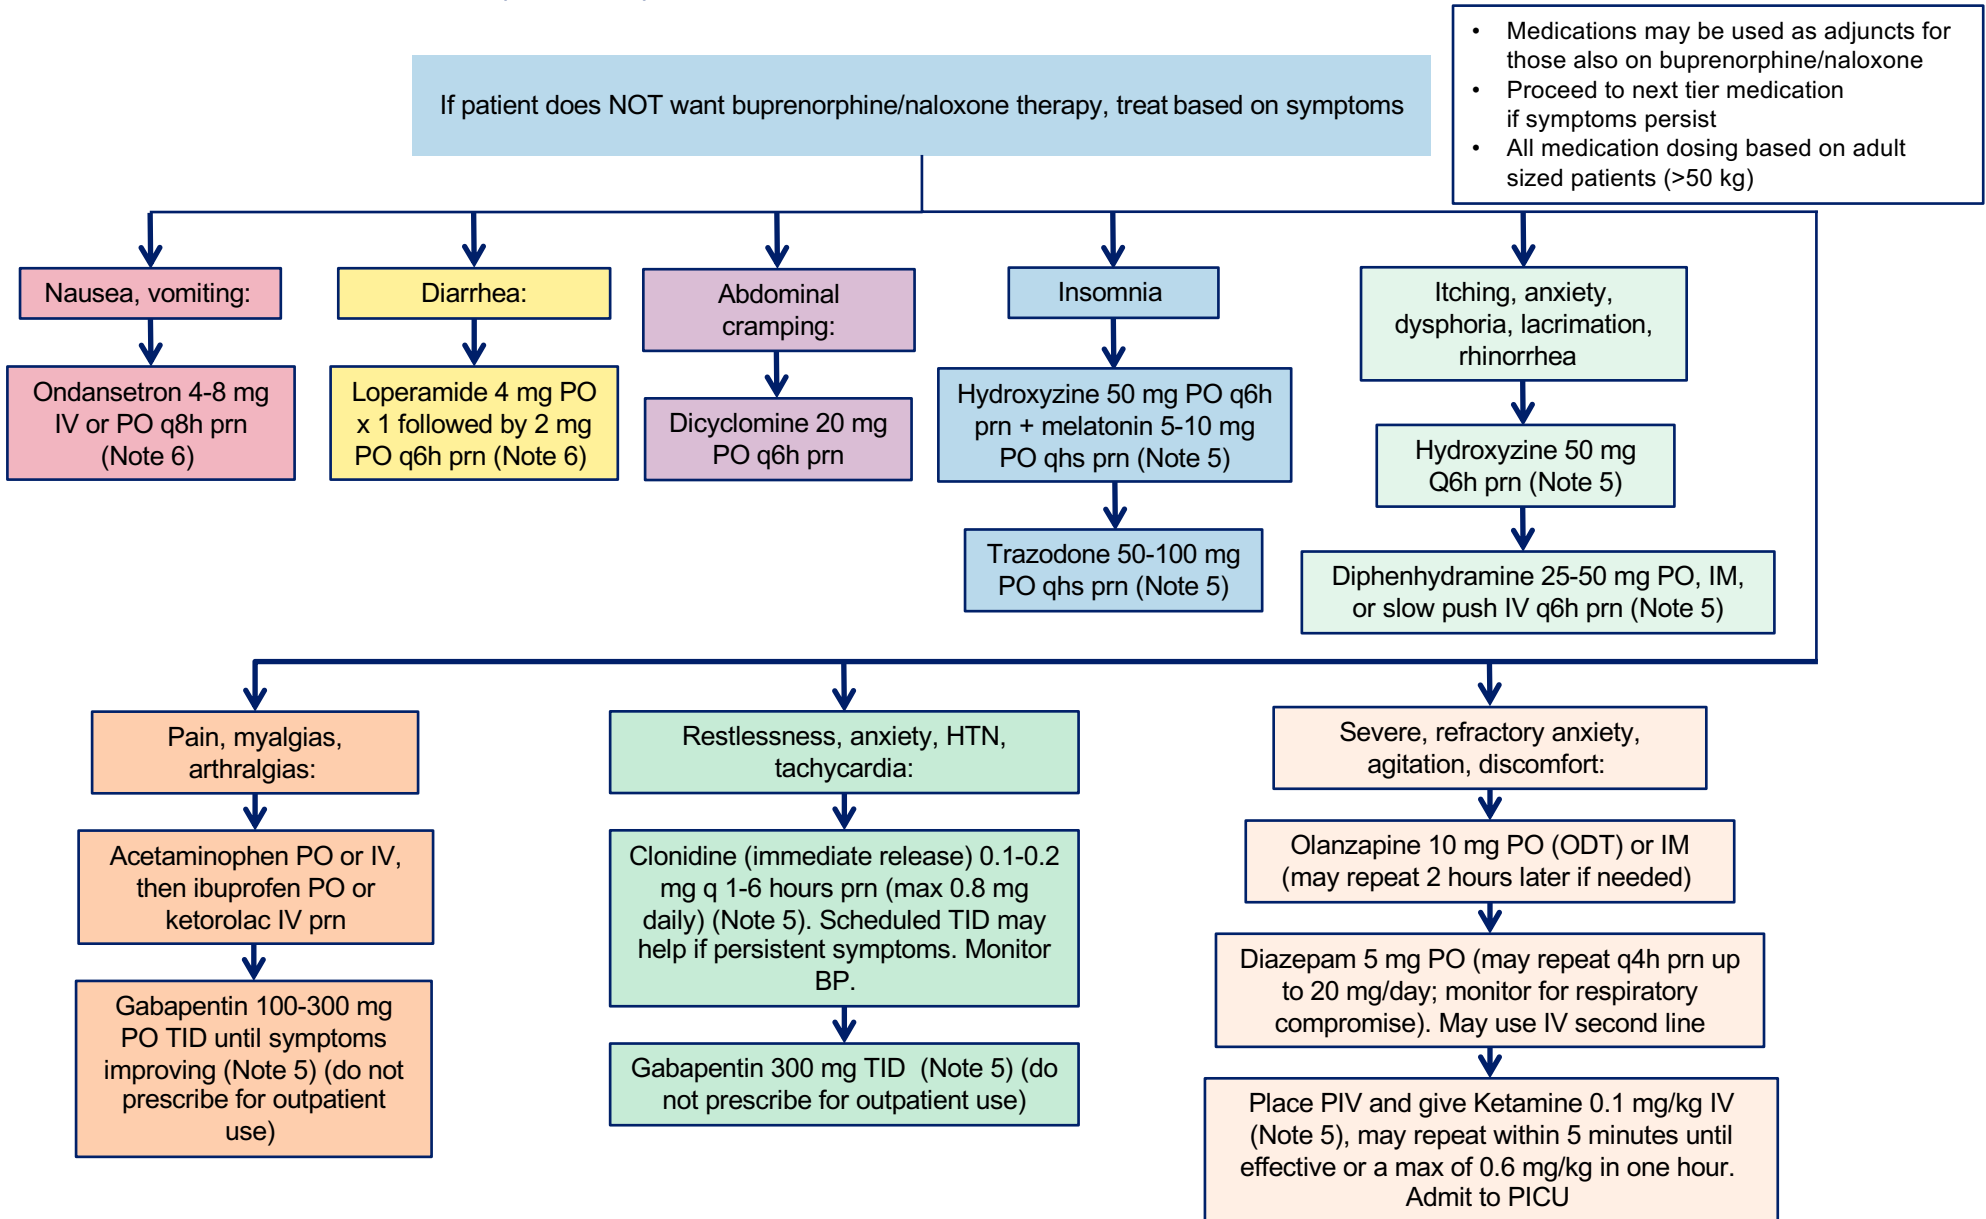 • Medications may be used as adjuncts for
those also on buprenorphine/naloxone
• Proceed to next tier medication
if symptoms persist
• All medication dosing based on adult
sized patients (>50 kg)
If patient does NOT want buprenorphine/naloxone therapy, treat based on symptoms
Nausea, vomiting:
Ondansetron 4-8 mg
IV or PO q8h prn
(Note 6)
Diarrhea:
Loperamide 4 mg PO
x 1 followed by 2 mg
PO q6h prn (Note 6)
Abdominal
cramping:
Dicyclomine 20 mg
PO q6h prn
Insomnia
Hydroxyzine 50 mg PO q6h
prn + melatonin 5-10 mg
PO qhs prn (Note 5)
Trazodone 50-100 mg
PO qhs prn (Note 5)
Itching, anxiety,
dysphoria, lacrimation,
rhinorrhea
Hydroxyzine 50 mg
Q6h prn (Note 5)
Diphenhydramine 25-50 mg PO, IM,
or slow push IV q6h prn (Note 5)
Pain, myalgias,
arthralgias:
Acetaminophen PO or IV,
then ibuprofen PO or
ketorolac IV prn
Gabapentin 100-300 mg
PO TID until symptoms
improving (Note 5) (do not
prescribe for outpatient
use)
Restlessness, anxiety, HTN,
tachycardia:
Clonidine (immediate release) 0.1-0.2
mg q 1-6 hours prn (max 0.8 mg
daily) (Note 5). Scheduled TID may
help if persistent symptoms. Monitor
BP.
Gabapentin 300 mg TID (Note 5) (do
not prescribe for outpatient use)
Severe, refractory anxiety,
agitation, discomfort:
Olanzapine 10 mg PO (ODT) or IM
(may repeat 2 hours later if needed)
Diazepam 5 mg PO (may repeat q4h prn up
to 20 mg/day; monitor for respiratory
compromise). May use IV second line
Place PIV and give Ketamine 0.1 mg/kg IV
(Note 5), may repeat within 5 minutes until
effective or a max of 0.6 mg/kg in one hour.
Admit to PICU